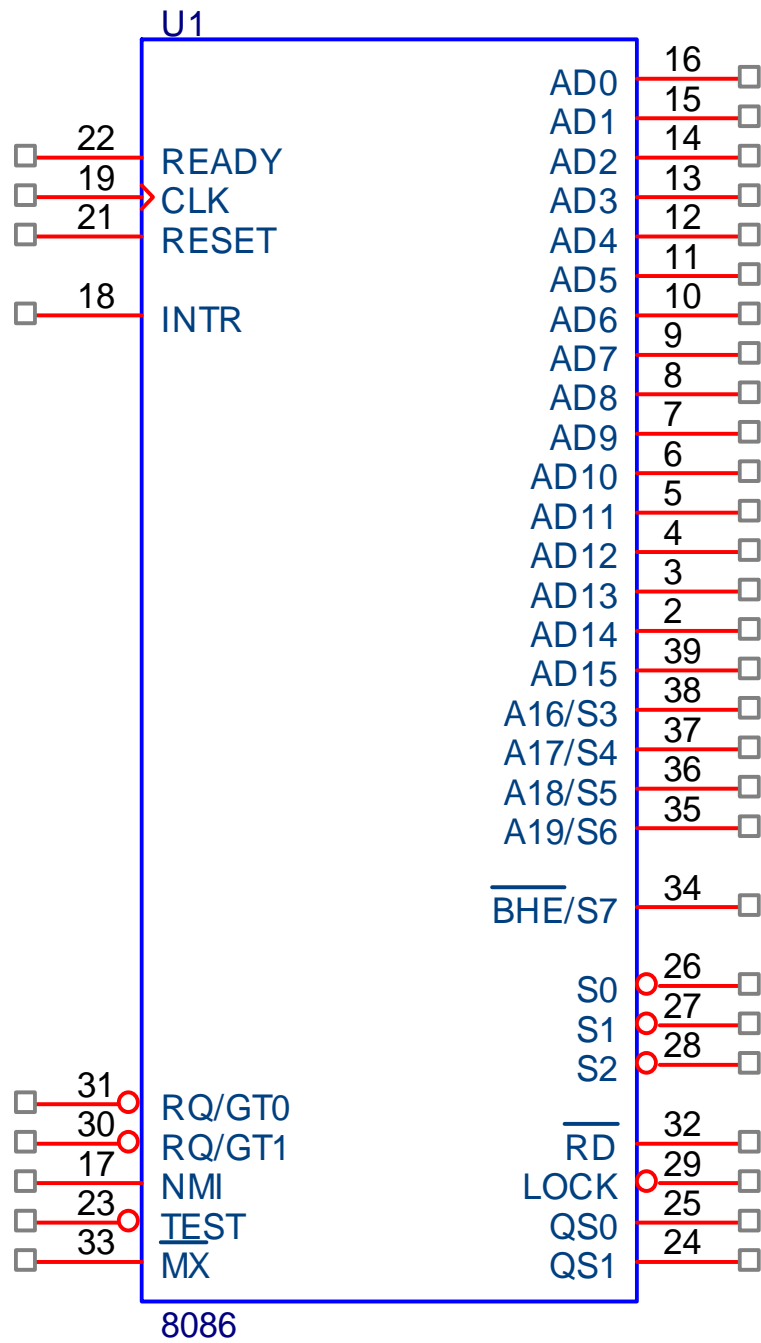 U1
16
AD0
15
AD1
22
14
READY
AD2
19
13
CLK
AD3
21
12
RESET
AD4
11
AD5
18
10
INTR
AD6
9
AD7
8
AD8
7
AD9
6
AD10
5
AD11
4
AD12
3
AD13
2
AD14
39
AD15
38
A16/S3
37
A17/S4
36
A18/S5
35
A19/S6
34
BHE/S7
26
S0
27
S1
28
S2
31
RQ/GT0
30
32
RQ/GT1
RD
17
29
NMI
LOCK
23
25
TEST
QS0
33
24
MX
QS1
8086